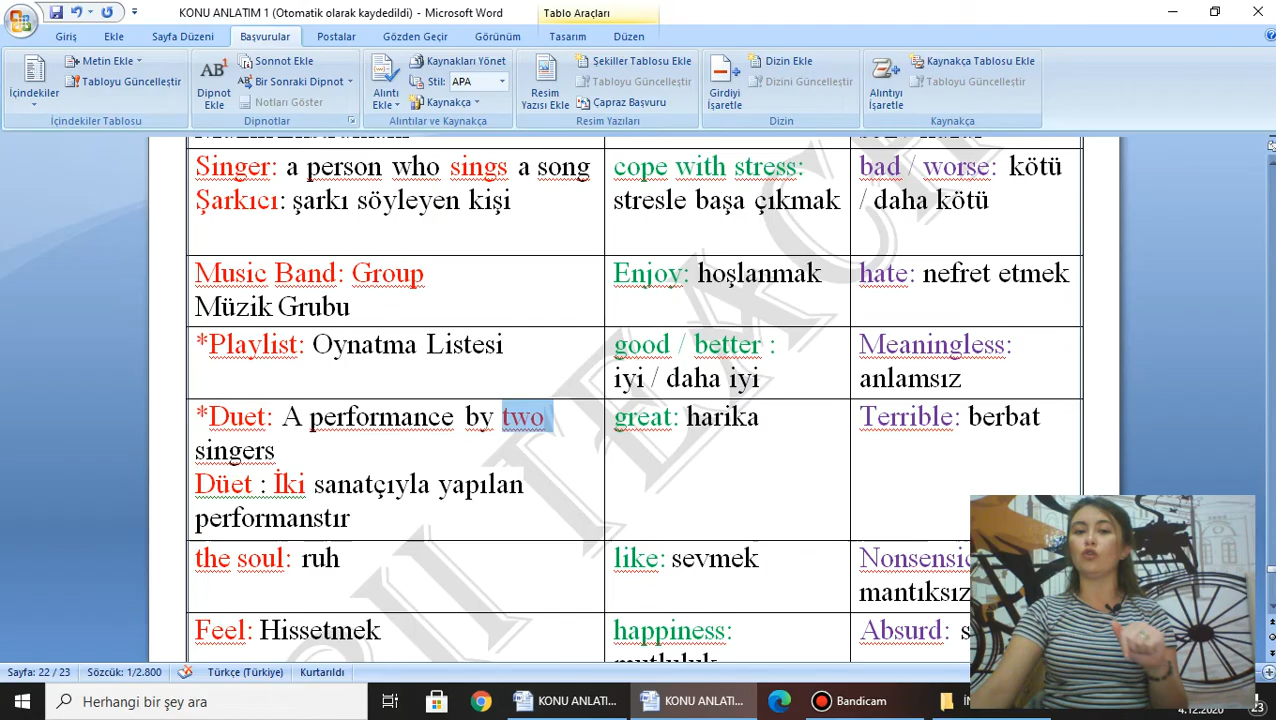 KONU ANLATIM 1 (Otomatik olarak kaydedildi) - Microsoft Word
Tablo Araçları
Giriş
Ekle
Sayfa Düzeni
Başvurular
Postalar
Gözden Geçir
Görünüm
Tasarım
Düzen
İçindekiler
Metin Ekle
Tabloyu Güncelleştir
İçindekiler Tablosu
AB¹
Dipnot Ekle
Sonnot Ekle
Bir Sonraki Dipnot
Notları Göster
Dipnotlar
Alıntı Ekle
Kaynakları Yönet
Stil: APA
Kaynakça
Alıntılar ve Kaynakça
Resim Yazısı Ekle
Şekiller Tablosu Ekle
Tabloyu Güncelleştir
Çapraz Başvuru
Resim Yazıları
Girdiyi İşaretle
Dizin Ekle
Dizini Güncelleştir
Dizin
Alıntıyı İşaretle
Kaynakça Tablosu Ekle
Tabloyu Güncelleştir
Kaynakça
Singer: a person who sings a song
Şarkıcı: şarkı söyleyen kişi
cope with stress:
stresle başa çıkmak
bad / worse: kötü
/ daha kötü
Music Band: Group
Müzik Grubu
Enjoy: hoşlanmak
hate: nefret etmek
*Playlist: Oynatma Listesi
good / better :
iyi / daha iyi
Meaningless:
anlamsız
*Duet: A performance by two
singers
Düet : İki sanatçıyla yapılan
performanstır
great: harika
Terrible: berbat
the soul: ruh
like: sevmek
mantıksız
Feel: Hissetmek
happiness:
mutluluk
Absurd:
Sayfa: 22 / 23
Sözcük: 1/2.800
Türkçe (Türkiye)
Kurtarıldı
Herhangi bir şey ara
KONU ANLATI...
KONU ANLATI...
Bandicam
4.12.2020
23